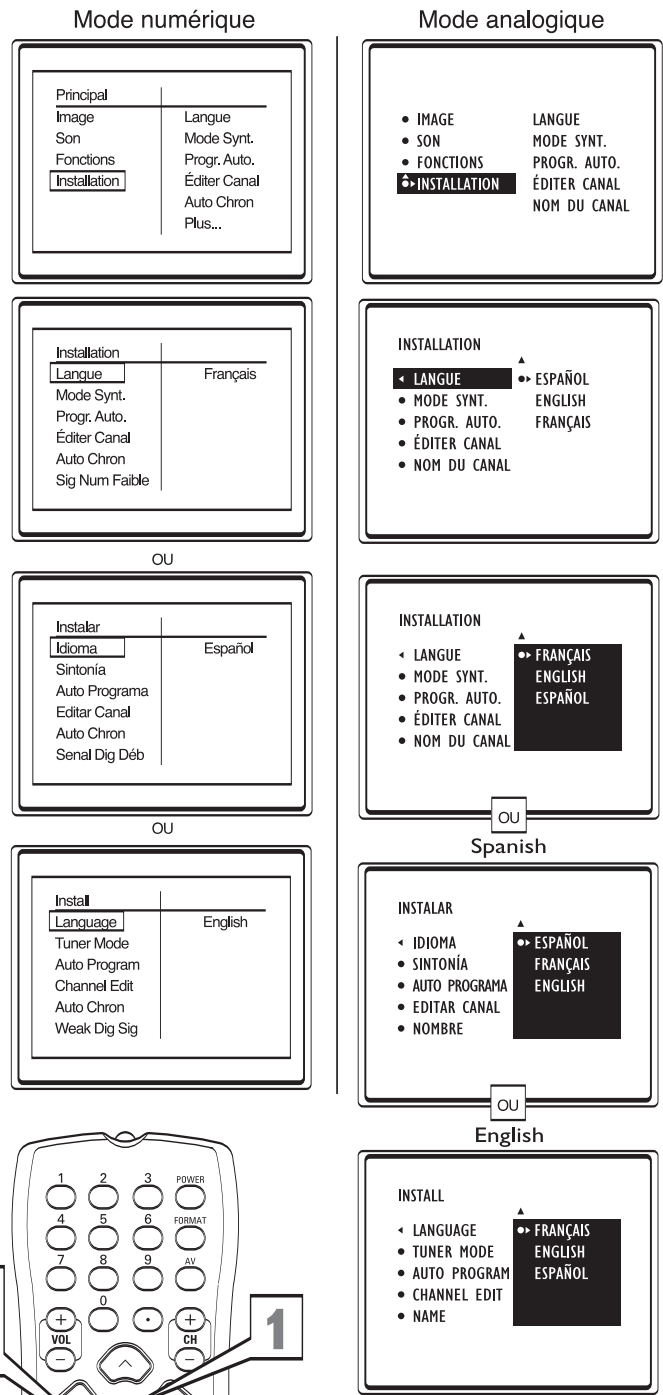 Mode numérique
Principal
Image Langue
Son Mode Synt.
Fonctions Progr. Auto.
Installation Éditer Canal
Auto Chron
Plus...
Installation
Langue Français
Mode Synt.
Progr. Auto.
Éditer Canal
Auto Chron
Sig Num Faible
OU
Instalar
Idioma Español
Sintonía
Auto Programa
Editar Canal
Auto Chron
Senal Dig Déb
OU
Install
Language English
Tuner Mode
Auto Program
Channel Edit
Auto Chron
Weak Dig Sig
1 2 3 POWER
4 5 6 FORMAT
7 8 9 AV
0
+ • +
VOL CH
− −
1
Mode analogique
• IMAGE LANGUE
• SON MODE SYNT.
• FONCTIONS PROGR. AUTO.
INSTALLATION ÉDITER CANAL
NOM DU CANAL
INSTALLATION
LANGUE ESPAÑOL
• MODE SYNT. ENGLISH
• PROGR. AUTO. FRANÇAIS
• ÉDITER CANAL
• NOM DU CANAL
INSTALLATION
LANGUE FRANÇAIS
• MODE SYNT. ENGLISH
• PROGR. AUTO. ESPAÑOL
• ÉDITER CANAL
• NOM DU CANAL
OU
Spanish
INSTALAR
IDIOMA ESPAÑOL
• SINTONÍA FRANÇAIS
• AUTO PROGRAMA ENGLISH
• EDITAR CANAL
• NOMBRE
OU
English
INSTALL
LANGUAGE FRANÇAIS
• TUNER MODE ENGLISH
• AUTO PROGRAM ESPAÑOL
• CHANNEL EDIT
• NAME